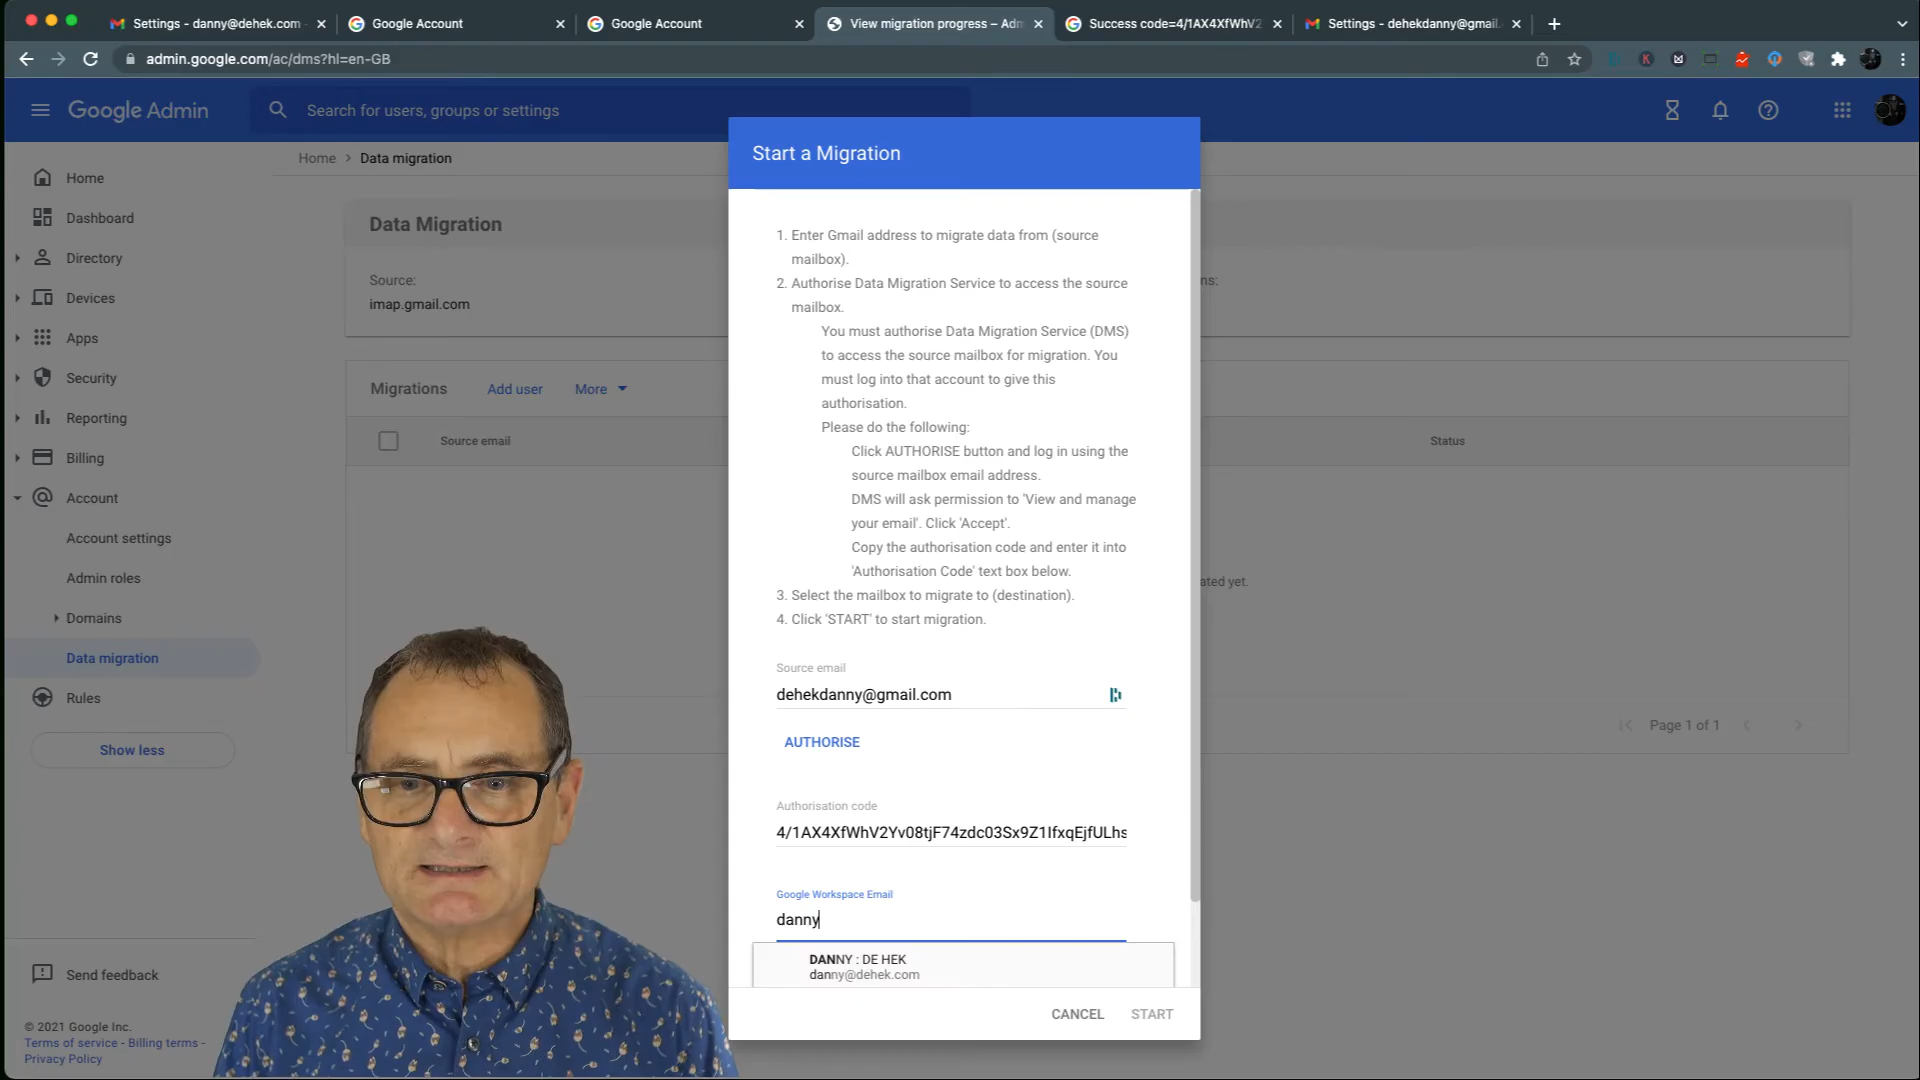 Settings - danny@dehek.com
Google Account
Google Account
View migration progress – Adm
Success code=4/1AX4XfWhV2
Settings - dehekdanny@gmail.
admin.google.com/ac/dms?hl=en-GB
Google Admin
Search for users, groups or settings
Home
Dashboard
Directory
Devices
Apps
Security
Reporting
Billing
Account
Account settings
Admin roles
Domains
Data migration
Rules
Show less
Send feedback
© 2021 Google Inc.
Terms of service - Billing terms -
Privacy Policy
Home > Data migration
Data Migration
Source:
imap.gmail.com
ns:
Migrations
Add user
More
Source email
Status
ated yet.
Page 1 of 1
Start a Migration
1. Enter Gmail address to migrate data from (source
mailbox).
2. Authorise Data Migration Service to access the source
mailbox.
You must authorise Data Migration Service (DMS)
to access the source mailbox for migration. You
must log into that account to give this
authorisation.
Please do the following:
Click AUTHORISE button and log in using the
source mailbox email address.
DMS will ask permission to 'View and manage
your email'. Click 'Accept'.
Copy the authorisation code and enter it into
'Authorisation Code' text box below.
3. Select the mailbox to migrate to (destination).
4. Click 'START' to start migration.
Source email
dehekdanny@gmail.com
AUTHORISE
Authorisation code
4/1AX4XfWhV2Yv08tjF74zdc03Sx9Z1IfxqEjfULhs
Google Workspace Email
danny
DANNY : DE HEK
danny@dehek.com
CANCEL
START